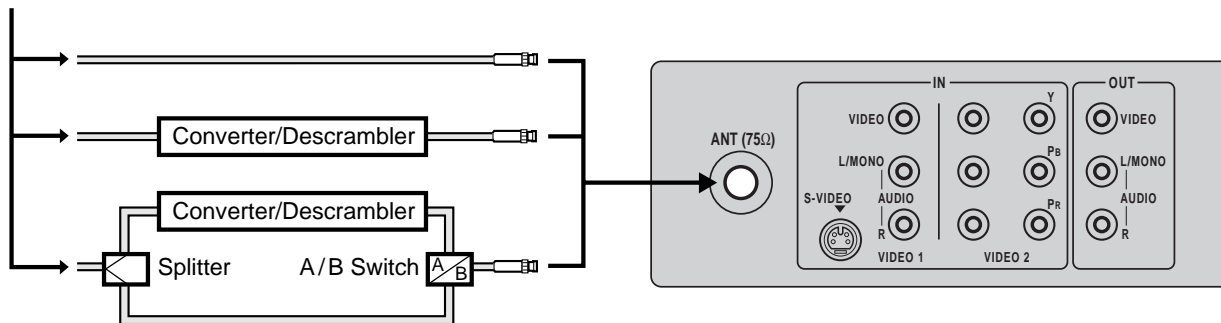 Converter/Descrambler
Converter/Descrambler
Splitter
A/B Switch
A
B
ANT (75Ω)
IN
OUT
Y
VIDEO
VIDEO
L/MONO
PB
L/MONO
S-VIDEO
AUDIO
AUDIO
PR
R
R
VIDEO 1
VIDEO 2